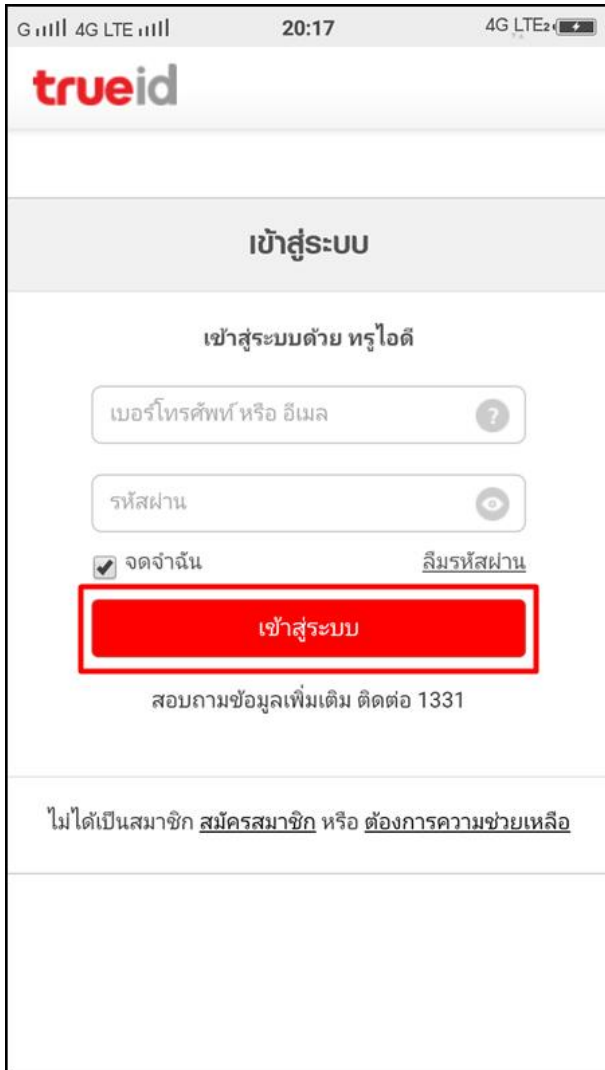 G 4G LTE 20:17 4G LTE2
trueid
เข้าสู่ระบบ
เข้าสู่ระบบด้วย ทรูไอดี
เบอร์โทรศัพท์ หรือ อีเมล ?
รหัสผ่าน
จดจำฉัน ลืมรหัสผ่าน
เข้าสู่ระบบ
สอบถามข้อมูลเพิ่มเติม ติดต่อ 1331
ไม่ได้เป็นสมาชิก สมัครสมาชิก หรือ ต้องการความช่วยเหลือ